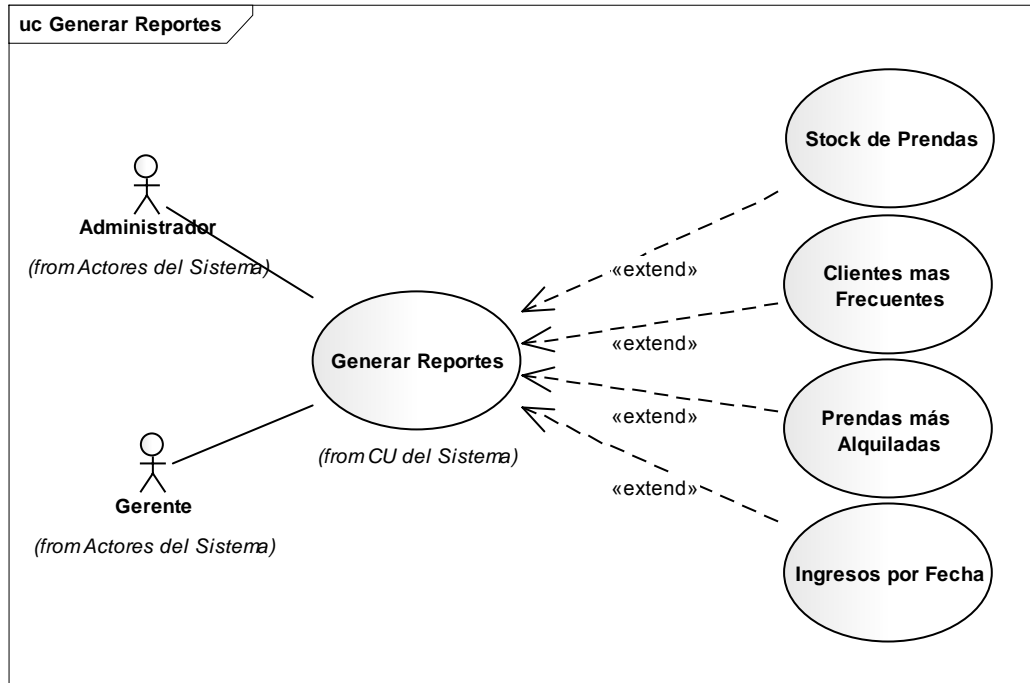 uc Generar Reportes
Administrador
(from Actores del Sistema)
Gerente
(from Actores del Sistema)
Generar Reportes
(from CU del Sistema)
«extend»
«extend»
«extend»
«extend»
Stock de Prendas
Clientes mas
Frecuentes
Prendas más
Alquiladas
Ingresos por Fecha